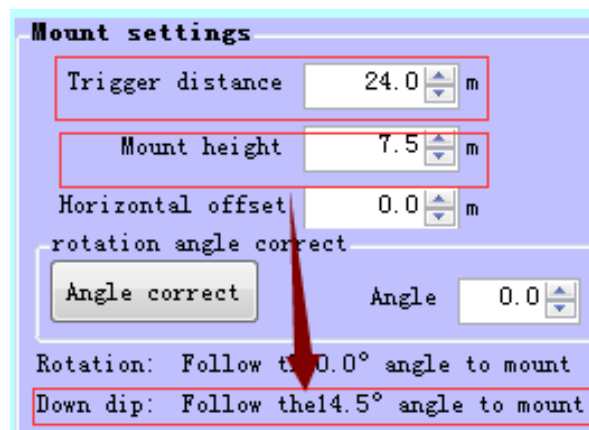 Mount settings
Trigger distance 24.0 m
Mount height 7.5 m
Horizontal offset 0.0 m
rotation angle correct
Angle correct Angle 0.0
Rotation: Follow 0.0° angle to mount
Down dip: Follow the14.5° angle to mount